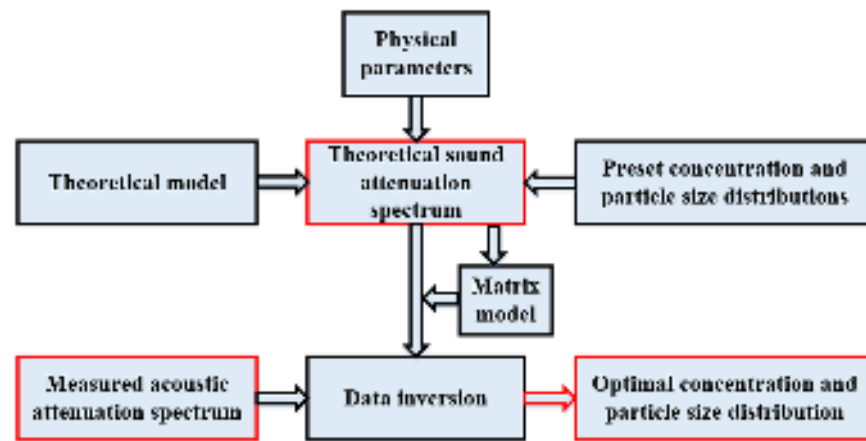 Physical
parameters
Theoretical model
Theoretical sound
attenuation
spectrum
Preset concentration and
particle size distributions
Matrix
model
Measured acoustic
attenuation spectrum
Data inversion
Optimal concentration and
particle size distribution